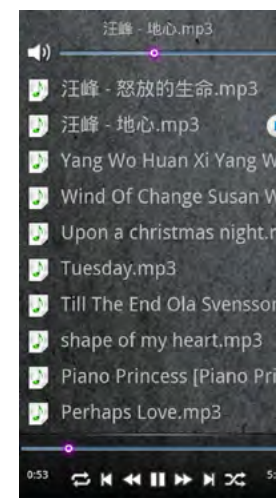 汪峰 - 地心.mp3
汪峰 - 怒放的生命.mp3
汪峰 - 地心.mp3
Yang Wo Huan Xi Yang W
Wind Of Change Susan W
Upon a christmas night.m
Tuesday.mp3
Till The End Ola Svensson
shape of my heart.mp3
Piano Princess [Piano Pri
Perhaps Love.mp3
0:53